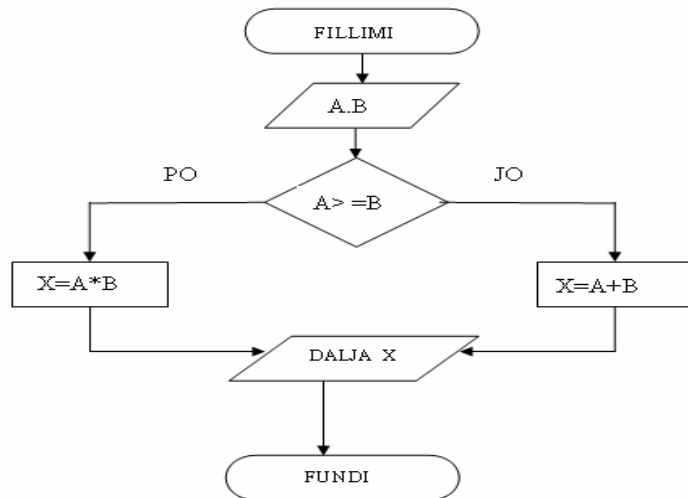 FILLIMI
A.B
PO
JO
A> =B
X=A*B
X=A+B
DALJA X
FUNDI